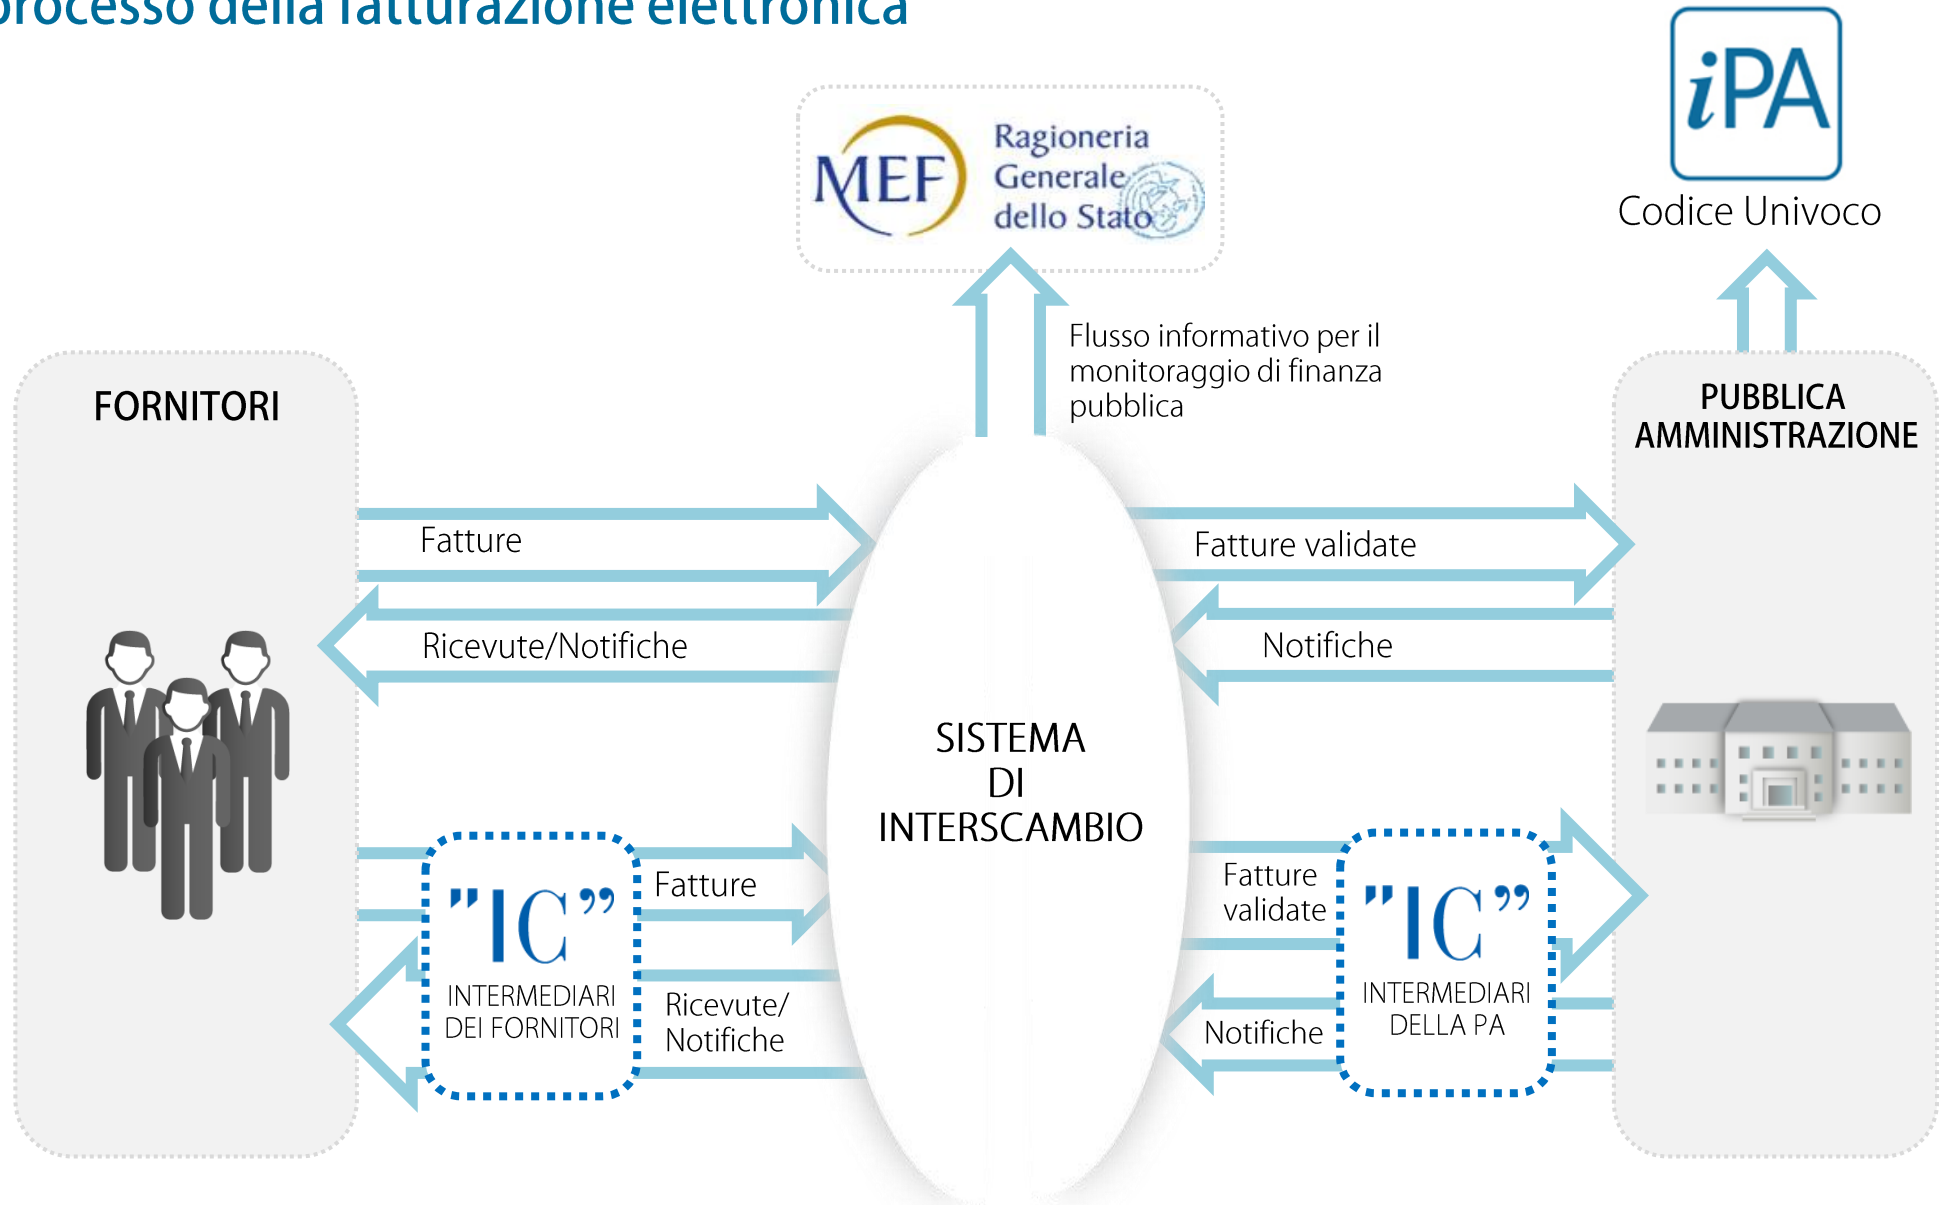 processo della fatturazione elettronica
iPA
Codice Univoco
MEF
Ragioneria
Generale
dello Stato
Flusso informativo per il
monitoraggio di finanza
pubblica
FORNITORI
PUBBLICA
AMMINISTRAZIONE
Fatture
Fatture validate
Ricevute/Notifiche
Notifiche
SISTEMA
DI
INTERSCAMBIO
"IC”
INTERMEDIARI
DEI FORNITORI
Fatture
Ricevute/
Notifiche
Fatture
validate
Notifiche
"IC”
INTERMEDIARI
DELLA PA